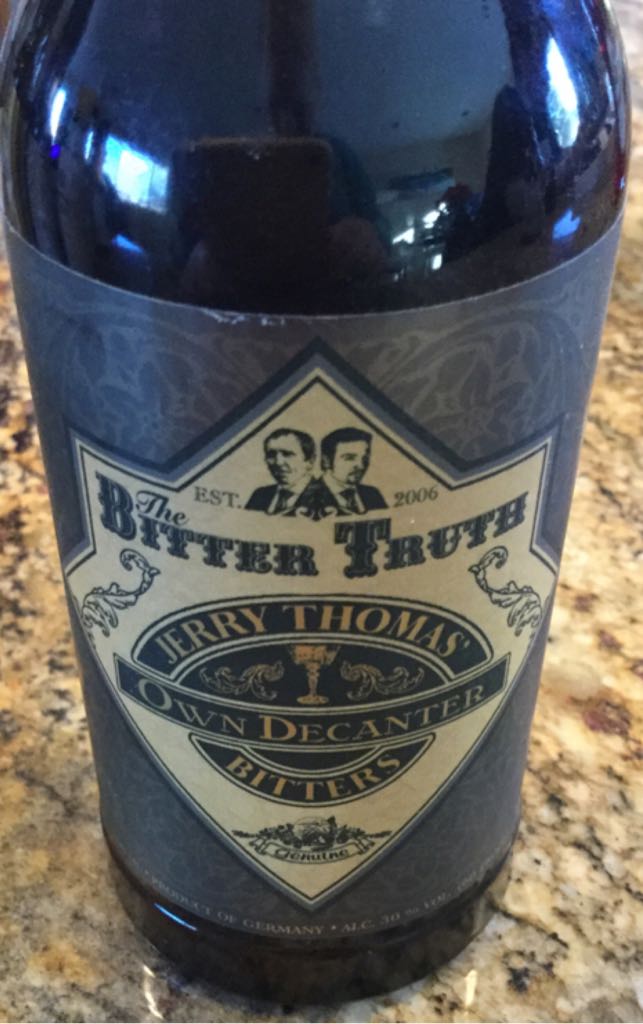 EST. 2006
The
BITTER TRUTH
JERRY THOMAS'
OWN DECANTER
BITTERS
Genuine
PRODUCT OF GERMANY • ALC. 30 % VOL.